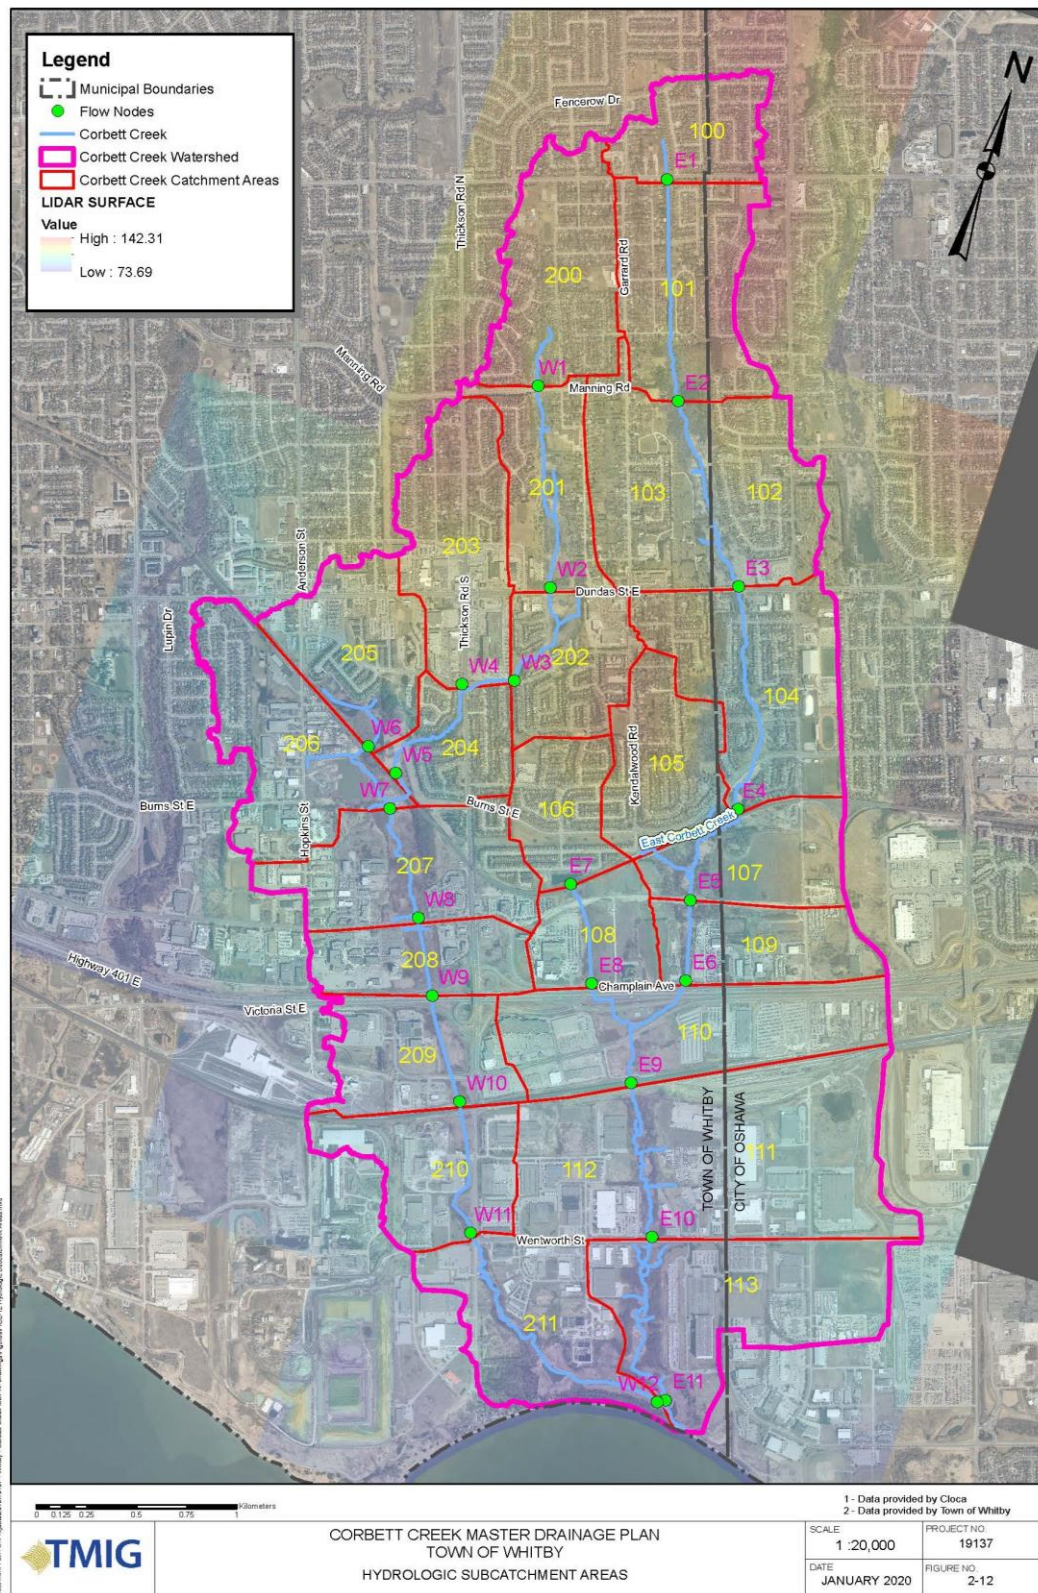 Legend
Municipal Boundaries
Flow Nodes
Corbett Creek
Corbett Creek Watershed
Corbett Creek Catchment Areas
LIDAR SURFACE
Value
High : 142.31
Low : 73.69
N
Fencerow Dr
100
E1
Thickson Rd N
Garrard Rd
200
101
Manning Rd
W1
Manning Rd
E2
201
103
102
203
Anderson St
W2
Dundas St E
E3
Lupin Dr
Thickson Rd S
205
W4
W3
202
104
206
W6
204
W5
Kendalwood Rd
105
W7
Burns St E
Burns St E
106
E4
Hopkins St
East Corbett Creek
207
E7
107
E5
W8
108
109
208
E8
E6
Highway 401 E
W9
Champlain Ave
Victoria St E
110
209
E9
W10
TOWN OF WHITBY
CITY OF OSHAWA
111
210
112
W11
E10
Wentworth St
113
211
W12
E11
0 0.125 0.25 0.5 0.75 1 Kilometers
1 - Data provided by Cloca
2 - Data provided by Town of Whitby
TMIG
CORBETT CREEK MASTER DRAINAGE PLAN
TOWN OF WHITBY
HYDROLOGIC SUBCATCHMENT AREAS
SCALE
1 :20,000
PROJECT NO.
19137
DATE
JANUARY 2020
FIGURE NO.
2-12